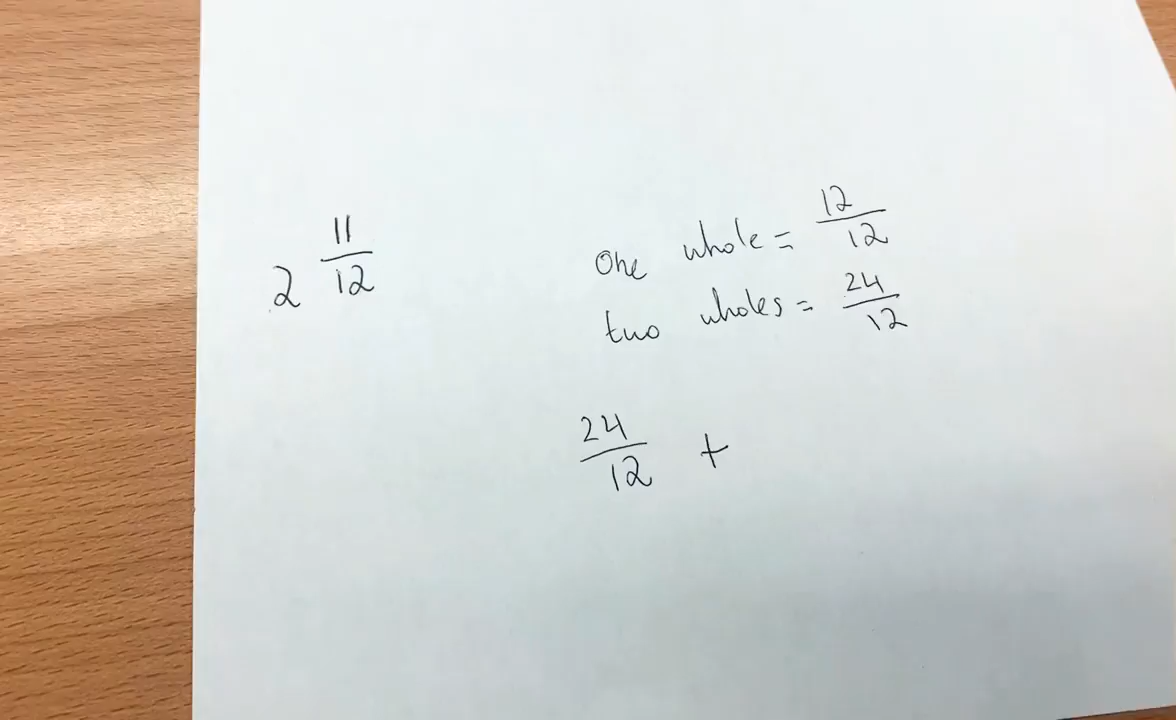 2 11/12
One whole = 12/12
two wholes = 24/12
24/12 +